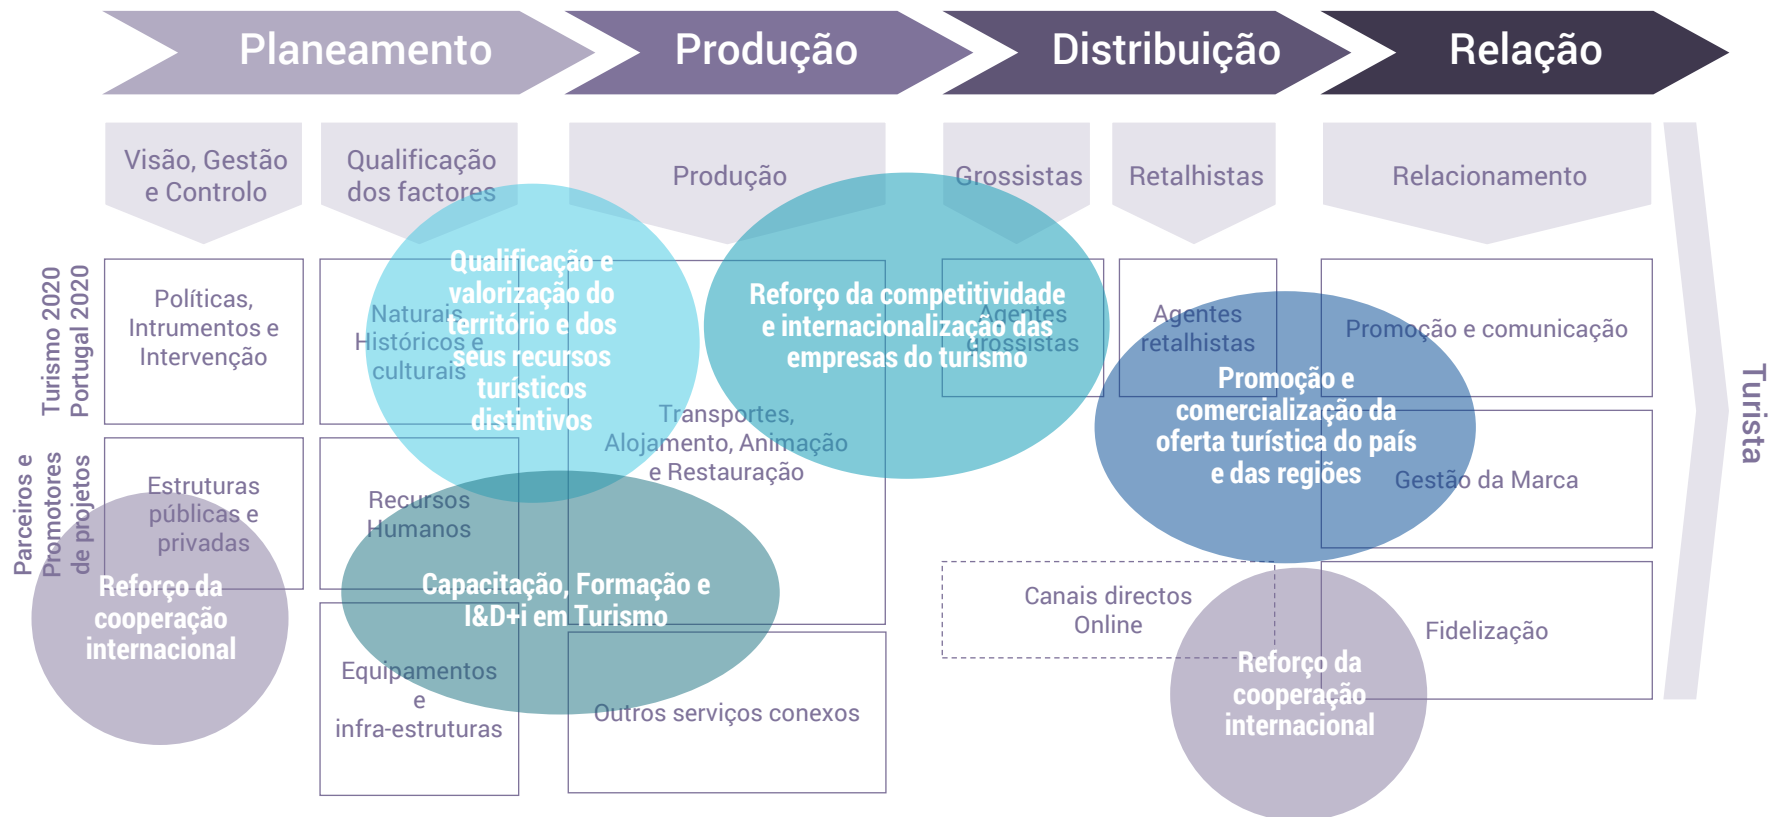 Planeamento
Produção
Distribuição
Relação
Visão, Gestão
e Controlo
Qualificação
dos factores
Produção
Grossistas
Retalhistas
Relacionamento
Turismo 2020
Portugal 2020
Políticas,
Intrumentos e
Intervenção
Naturais
Históricos e
culturais
Qualificação e
valorização do
território e dos
seus recursos
turísticos
distintivos
Transportes,
Alojamento, Animação
e Restauração
Reforço da competitividade
e internacionalização das
empresas do turismo
Agentes
grossistas
Agentes
retalhistas
Promoção e comunicação
Promoção e
comercialização da
oferta turística do país
e das regiões
Gestão da Marca
Turista
Parceiros e
Promotores
de projetos
Estruturas
públicas e
privadas
Recursos
Humanos
Reforço da
cooperação
internacional
Capacitação, Formação e
I&D+i em Turismo
Equipamentos
e
infra-estruturas
Outros serviços conexos
Canais directos
Online
Fidelização
Reforço da
cooperação
internacional